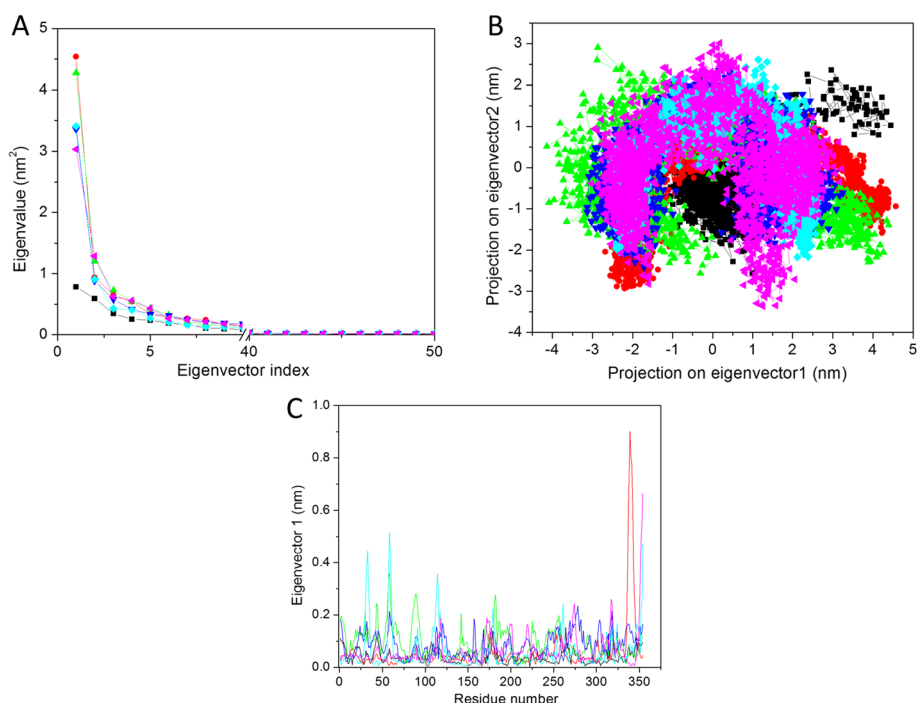 A
Eigenvalue (nm²)
5
4
3
2
1
0
0 5 40 50
Eigenvector index
B
Projection on eigenvector2 (nm)
3
2
1
0
-1
-2
-3
-4
-4 -3 -2 -1 0 1 2 3 4 5
Projection on eigenvector1 (nm)
C
Eigenvector 1 (nm)
1.0
0.8
0.6
0.4
0.2
0.0
0 50 100 150 200 250 300 350
Residue number